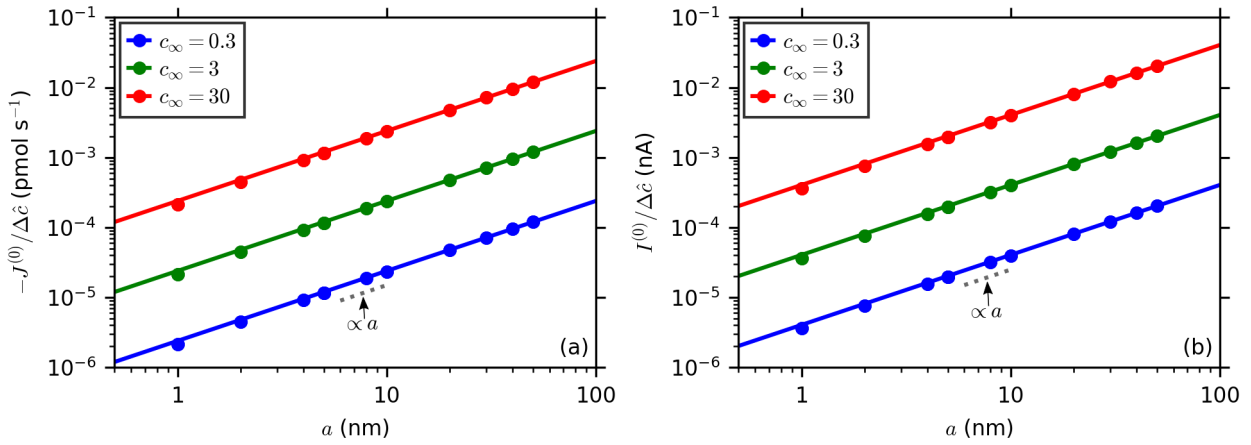 10⁻¹
10⁻²
10⁻³
10⁻⁴
10⁻⁵
10⁻⁶
−J⁽⁰⁾/Δĉ (pmol s⁻¹)
c∞ = 0.3
c∞ = 3
c∞ = 30
∝ a
(a)
1 10 100
a (nm)
10⁻¹
10⁻²
10⁻³
10⁻⁴
10⁻⁵
10⁻⁶
I⁽⁰⁾/Δĉ (nA)
c∞ = 0.3
c∞ = 3
c∞ = 30
∝ a
(b)
1 10 100
a (nm)